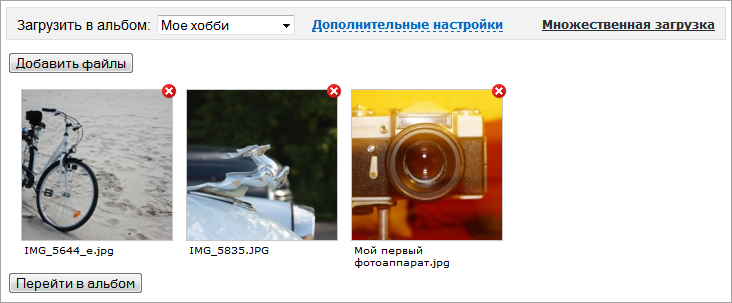 Загрузить в альбом: Мое хобби Дополнительные настройки Множественная загрузка
Добавить файлы
IMG_5644_e.jpg IMG_5835.JPG Мой первый
фотоаппарат.jpg
Перейти в альбом